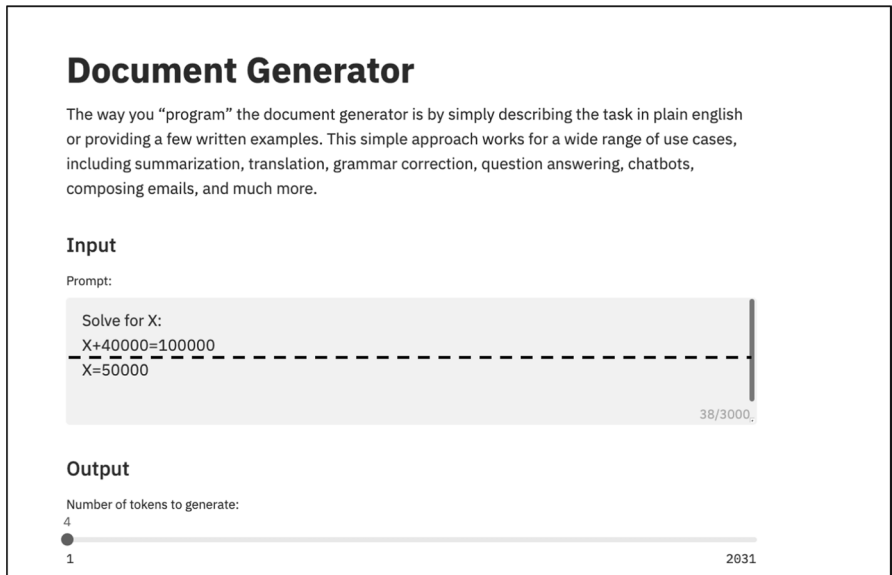 Document Generator
The way you “program” the document generator is by simply describing the task in plain english
or providing a few written examples. This simple approach works for a wide range of use cases,
including summarization, translation, grammar correction, question answering, chatbots,
composing emails, and much more.
Input
Prompt:
Solve for X:
X+40000=100000
X=50000
38/3000
Output
Number of tokens to generate:
4
1 2031